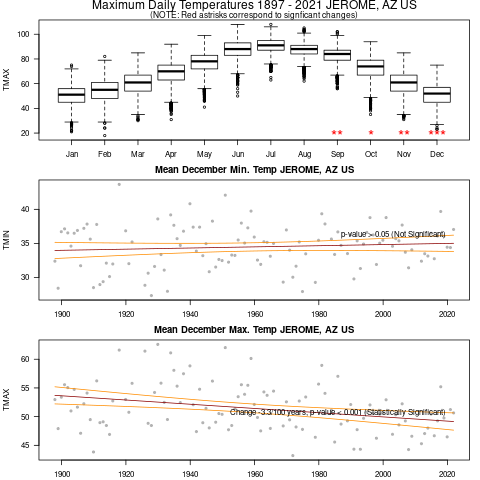 Maximum Daily Temperatures 1897 - 2021 JEROME, AZ US
(NOTE: Red astrisks correspond to signficant changes)
TMAX
100
80
60
40
20
** * ** ***
Jan Feb Mar Apr May Jun Jul Aug Sep Oct Nov Dec
Mean December Min. Temp JEROME, AZ US
TMIN
40
35
30
p-value > 0.05 (Not Significant)
1900 1920 1940 1960 1980 2000 2020
Mean December Max. Temp JEROME, AZ US
TMAX
60
55
50
45
Change -3.3/100 years, p-value < 0.001 (Statistically Significant)
1900 1920 1940 1960 1980 2000 2020